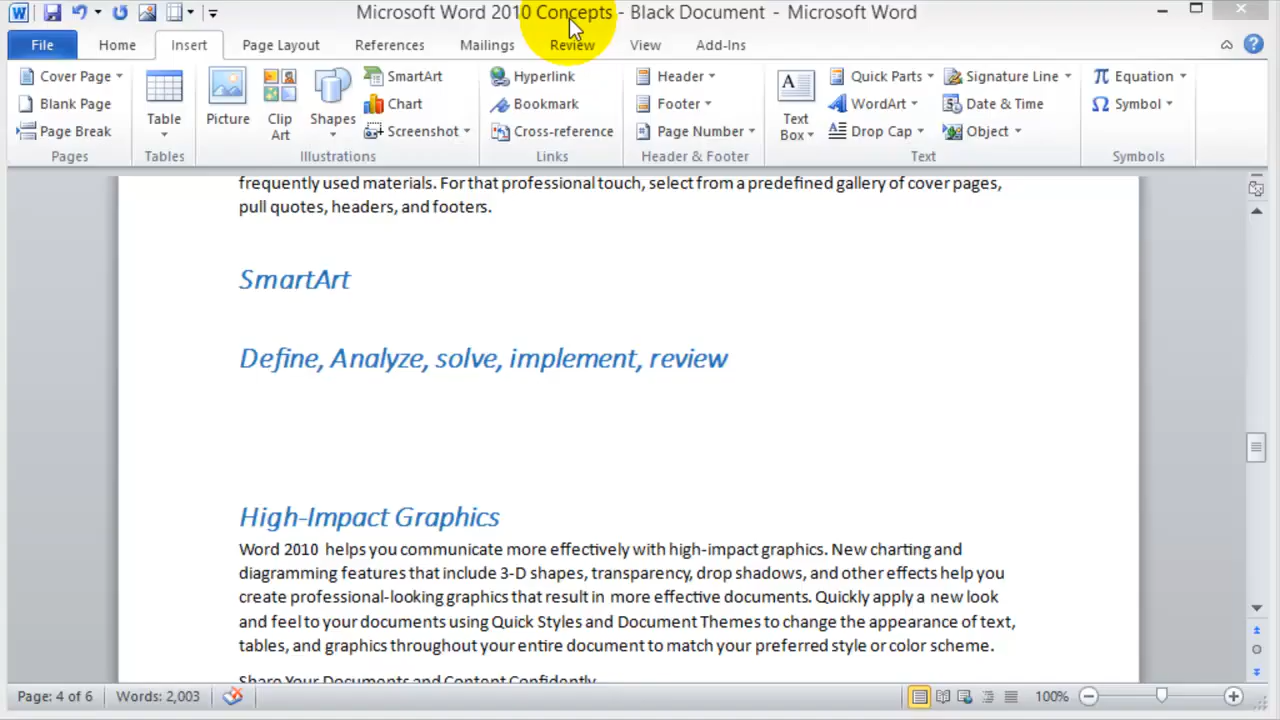 Microsoft Word 2010 Concepts - Black Document - Microsoft Word
File Home Insert Page Layout References Mailings Review View Add-Ins
Cover Page
Blank Page
Page Break
Pages
Table
Tables
Picture
Clip Art
Shapes
SmartArt
Chart
Screenshot
Illustrations
Hyperlink
Bookmark
Cross-reference
Links
Header
Footer
Page Number
Header & Footer
Text Box
Quick Parts
WordArt
Drop Cap
Signature Line
Date & Time
Object
Text
Equation
Symbol
Symbols
frequently used materials. For that professional touch, select from a predefined gallery of cover pages,
pull quotes, headers, and footers.
SmartArt
Define, Analyze, solve, implement, review
High-Impact Graphics
Word 2010 helps you communicate more effectively with high-impact graphics. New charting and
diagramming features that include 3-D shapes, transparency, drop shadows, and other effects help you
create professional-looking graphics that result in more effective documents. Quickly apply a new look
and feel to your documents using Quick Styles and Document Themes to change the appearance of text,
tables, and graphics throughout your entire document to match your preferred style or color scheme.
Share Your Documents and Content Confidently
Page: 4 of 6 Words: 2,003 100%